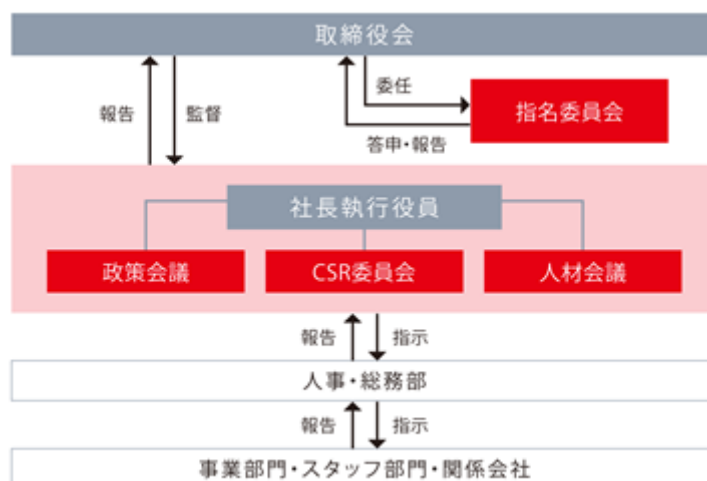 取締役会
報告
監督
委任
指名委員会
答申・報告
社長執行役員
政策会議
CSR委員会
人材会議
報告
指示
人事・総務部
報告
指示
事業部門・スタッフ部門・関係会社